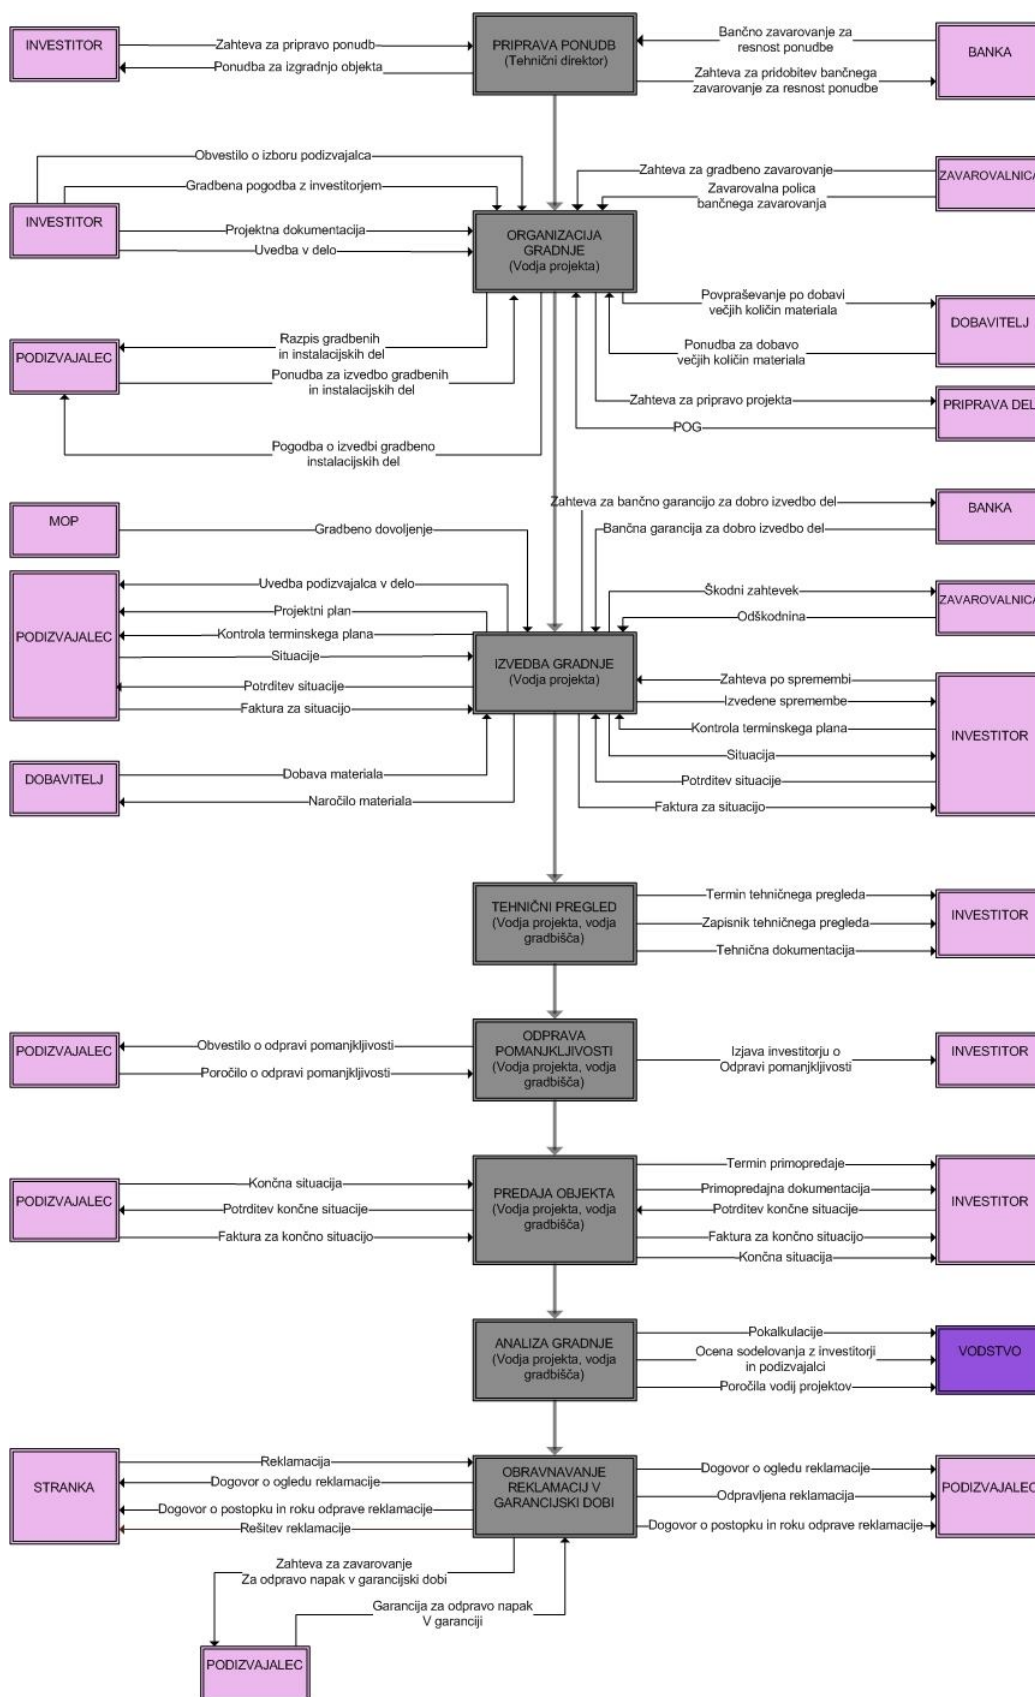 INVESTITOR
Zahteva za pripravo ponudb
Ponudba za izgradnjo objekta
PRIPRAVA PONUDB
(Tehnični direktor)
Bančno zavarovanje za
resnost ponudbe
Zahteva za pridobitev bančnega
zavarovanje za resnost ponudbe
BANKA
Obvestilo o izboru podizvajalca
Gradbena pogodba z investitorjem
INVESTITOR
Projektna dokumentacija
Uvedba v delo
ORGANIZACIJA
GRADNJE
(Vodja projekta)
Zahteva za gradbeno zavarovanje
Zavarovalna polica
bančnega zavarovanja
ZAVAROVALNICA
Povpraševanje po dobavi
večjih količin materiala
Ponudba za dobavo
večjih količin materiala
DOBAVITELJ
Razpis gradbenih
in instalacijskih del
PODIZVAJALEC
Ponudba za izvedbo gradbenih
in instalacijskih del
Pogodba o izvedbi gradbeno
instalacijskih del
Zahteva za pripravo projekta
POG
PRIPRAVA DEL
MOP
Gradbeno dovoljenje
Zahteva za bančno garancijo za dobro izvedbo del
Bančna garancija za dobro izvedbo del
BANKA
Uvedba podizvajalca v delo
Projektni plan
PODIZVAJALEC
Kontrola terminskega plana
Situacije
Potrditev situacije
Faktura za situacijo
IZVEDBA GRADNJE
(Vodja projekta)
Škodni zahtevek
Odškodnina
ZAVAROVALNICA
Zahteva po spremembi
Izvedene spremembe
Kontrola terminskega plana
INVESTITOR
Situacija
Potrditev situacije
Faktura za situacijo
DOBAVITELJ
Dobava materiala
Naročilo materiala
TEHNIČNI PREGLED
(Vodja projekta, vodja
gradbišča)
Termin tehničnega pregleda
Zapisnik tehničnega pregleda
Tehnična dokumentacija
INVESTITOR
PODIZVAJALEC
Obvestilo o odpravi pomanjkljivosti
Poročilo o odpravi pomanjkljivosti
ODPRAVA
POMANJKLJIVOSTI
(Vodja projekta, vodja
gradbišča)
Izjava investitorju o
Odpravi pomanjkljivosti
INVESTITOR
PODIZVAJALEC
Končna situacija
Potrditev končne situacije
Faktura za končno situacijo
PREDAJA OBJEKTA
(Vodja projekta, vodja
gradbišča)
Termin primopredaje
Primopredajna dokumentacija
Potrditev končne situacije
Faktura za končno situacijo
Končna situacija
INVESTITOR
ANALIZA GRADNJE
(Vodja projekta, vodja
gradbišča)
Pokalkulacije
Ocena sodelovanja z investitorji
in podizvajalci
Poročila vodij projektov
VODSTVO
STRANKA
Reklamacija
Dogovor o ogledu reklamacije
Dogovor o postopku in roku odprave reklamacije
Rešitev reklamacije
OBRAVNAVANJE
REKLAMACIJ V
GARANCIJSKI DOBI
Dogovor o ogledu reklamacije
Odpravljena reklamacija
Dogovor o postopku in roku odprave reklamacije
PODIZVAJALEC
Zahteva za zavarovanje
Za odpravo napak v garancijski dobi
Garancija za odpravo napak
V garanciji
PODIZVAJALEC